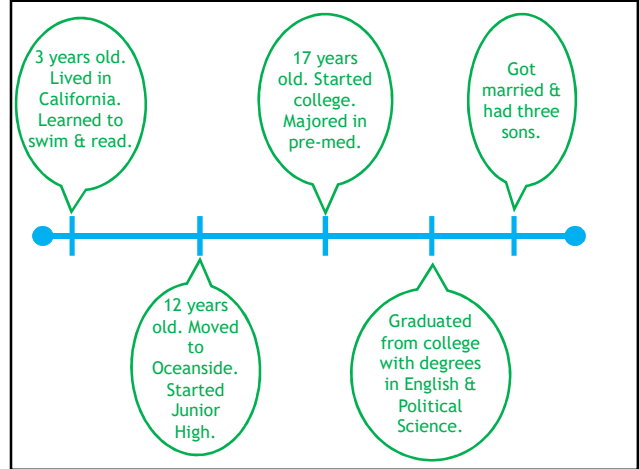 3 years old.
Lived in
California.
Learned to
swim & read.
12 years
old. Moved
to
Oceanside.
Started
Junior
High.
17 years
old. Started
college.
Majored in
pre-med.
Graduated
from college
with degrees
in English &
Political
Science.
Got
married &
had three
sons.